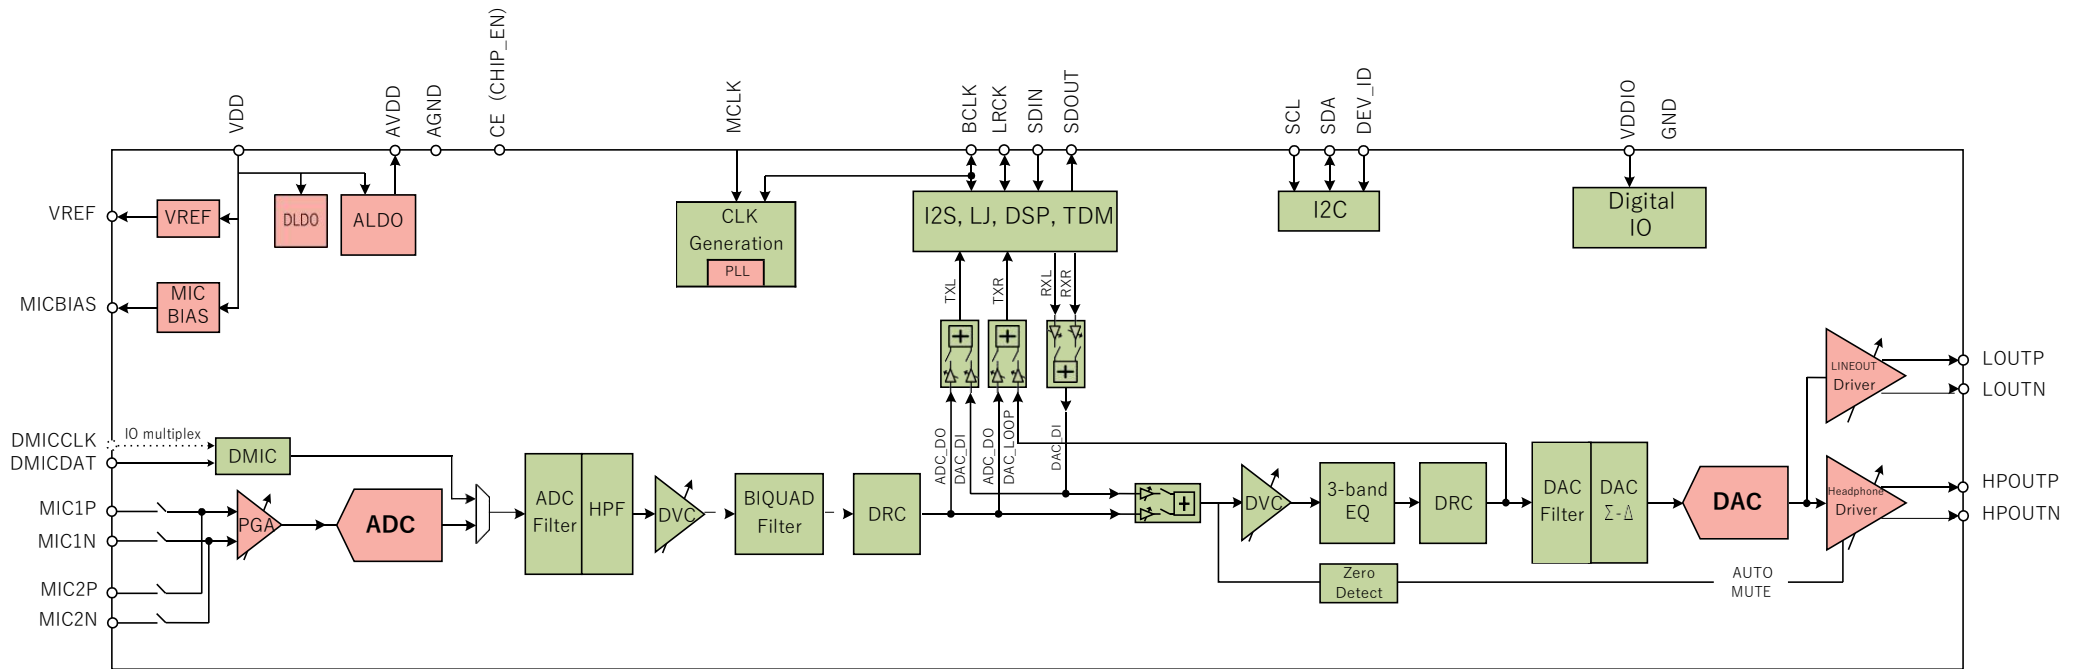 VDD
AVDD
AGND
CE (CHIP_EN)
MCLK
BCLK
LRCK
SDIN
SDOUT
SCL
SDA
DEV_ID
VDDIO
GND
VREF
VREF
DLDO
ALDO
CLK
Generation
PLL
I2S, LJ, DSP, TDM
I2C
Digital
IO
MICBIAS
MIC
BIAS
TXL
TXR
RXL
RXR
LINEOUT
Driver
LOUTP
LOUTN
DMICCLK
IO multiplex
DMICDAT
DMIC
ADC_DO
DAC_DI
ADC_DO
DAC_LOOP
DAC_DI
MIC1P
MIC1N
MIC2P
MIC2N
PGA
ADC
ADC
Filter
HPF
DVC
BIQUAD
Filter
DRC
DVC
3-band
EQ
DRC
DAC
Filter
DAC
Σ-Δ
DAC
Headphone
Driver
HPOUTP
HPOUTN
Zero
Detect
AUTO
MUTE